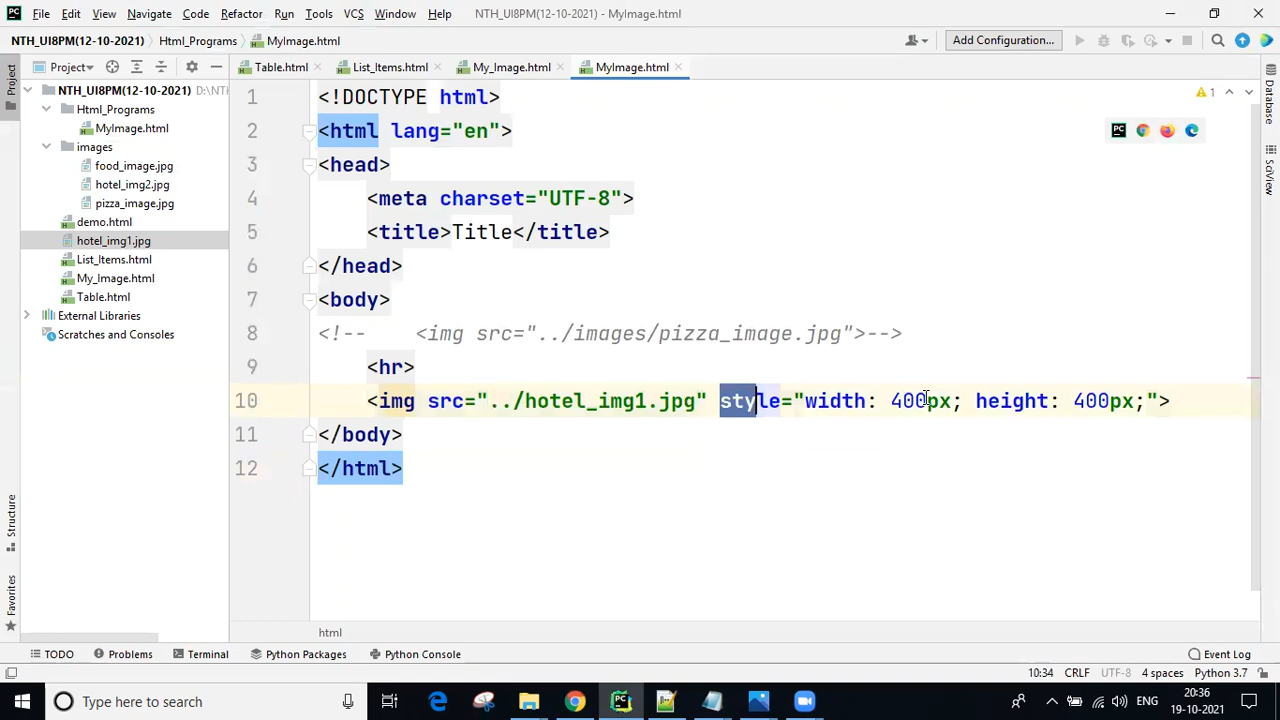 File Edit View Navigate Code Refactor Run Tools VCS Window Help NTH_UI8PM(12-10-2021) - MyImage.html
NTH_UI8PM(12-10-2021) Html_Programs MyImage.html Add Configuration...
Project Table.html List_Items.html My_Image.html MyImage.html
Project
NTH_UI8PM(12-10-2021) D:\NTH
Html_Programs
MyImage.html
images
food_image.jpg
hotel_img2.jpg
pizza_image.jpg
demo.html
hotel_img1.jpg
List_Items.html
My_Image.html
Table.html
External Libraries
Scratches and Consoles
1 <!DOCTYPE html>
2 <html lang="en">
3 <head>
4 <meta charset="UTF-8">
5 <title>Title</title>
6 </head>
7 <body>
8 <!-- <img src="../images/pizza_image.jpg">-->
9 <hr>
10 <img src="../hotel_img1.jpg" style="width: 400px; height: 400px;">
11 </body>
12 </html>
1
Database
SciView
Structure
Favorites
html
TODO Problems Terminal Python Packages Python Console Event Log
10:34 CRLF UTF-8 4 spaces Python 3.7
Type here to search
ENG
20:36
19-10-2021